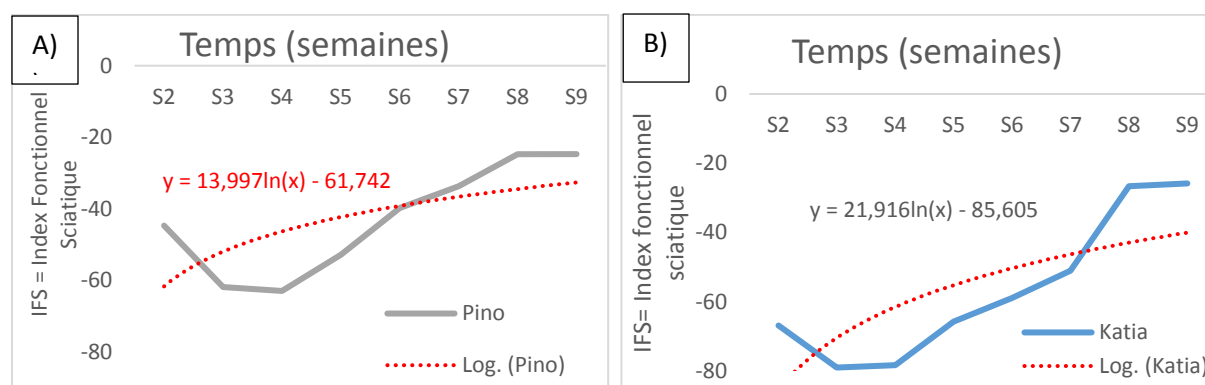 A)
Temps (semaines)
0
S2 S3 S4 S5 S6 S7 S8 S9
-20
y = 13,997ln(x) - 61,742
-40
-60
-80
IFS = Index Fonctionnel
Sciatique
Pino
Log. (Pino)
B)
Temps (semaines)
0
S2 S3 S4 S5 S6 S7 S8 S9
-20
y = 21,916ln(x) - 85,605
-40
-60
-80
IFS= Index fonctionnel
sciatique
Katia
Log. (Katia)